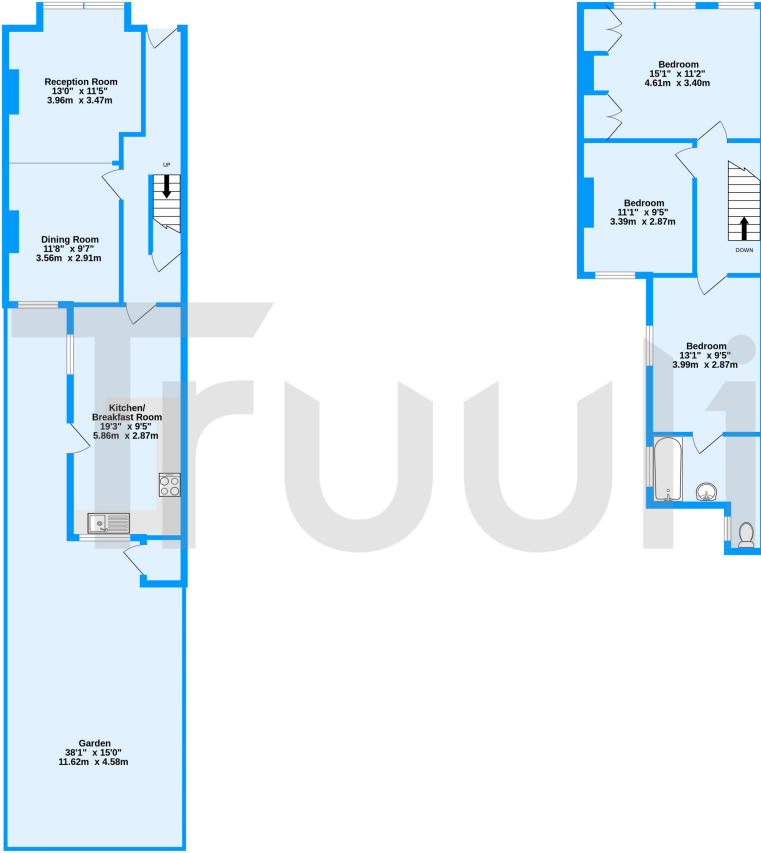 Reception Room
13'0" x 11'5"
3.96m x 3.47m
UP
Dining Room
11'8" x 9'7"
3.56m x 2.91m
Kitchen/
Breakfast Room
19'3" x 9'5"
5.86m x 2.87m
Garden
38'1" x 15'0"
11.62m x 4.58m
Bedroom
15'1" x 11'2"
4.61m x 3.40m
Bedroom
11'1" x 9'5"
3.39m x 2.87m
DOWN
Bedroom
13'1" x 9'5"
3.99m x 2.87m
Truuli